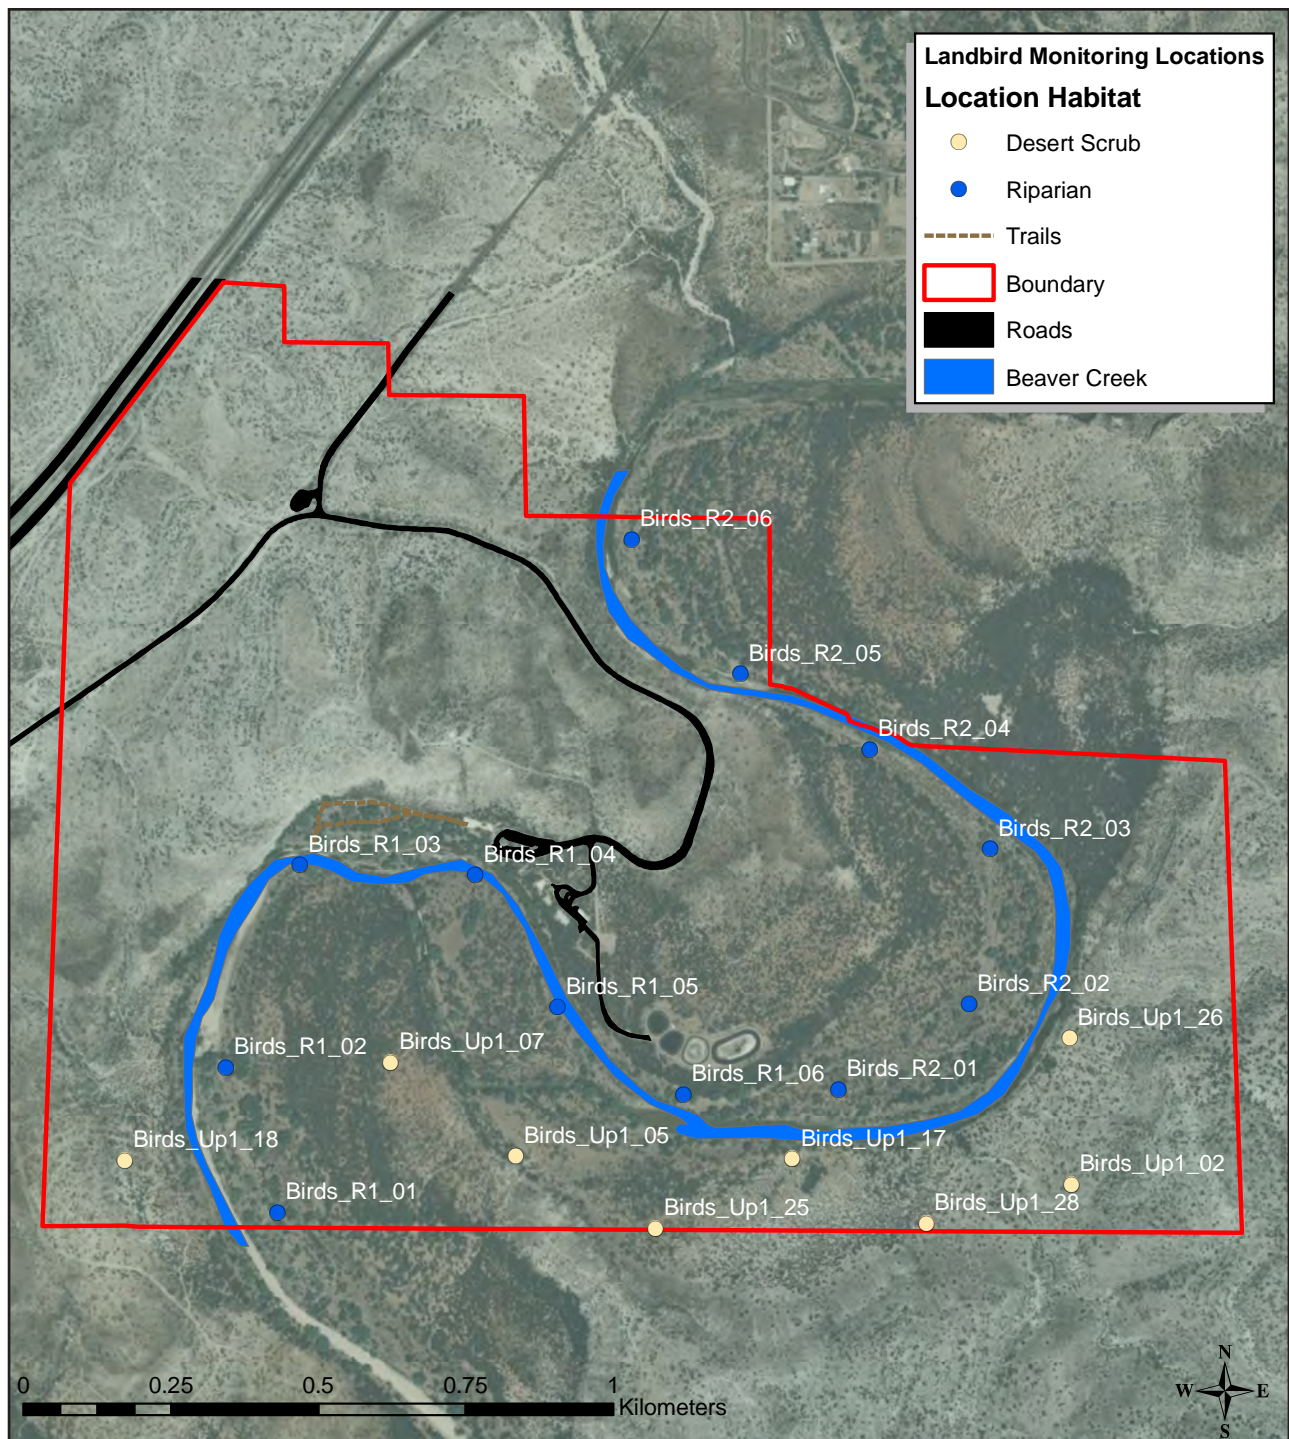 Landbird Monitoring Locations
Location Habitat
Desert Scrub
Riparian
Trails
Boundary
Roads
Beaver Creek
Birds_R2_06
Birds_R2_05
Birds_R2_04
Birds_R2_03
Birds_R1_03
Birds_R1_04
Birds_R1_05
Birds_R2_02
Birds_Up1_26
Birds_Up1_07
Birds_R1_02
Birds_R1_06
Birds_R2_01
Birds_Up1_18
Birds_Up1_05
Birds_Up1_17
Birds_Up1_02
Birds_R1_01
Birds_Up1_25
Birds_Up1_28
0 0.25 0.5 0.75 1
Kilometers
N
W E
S